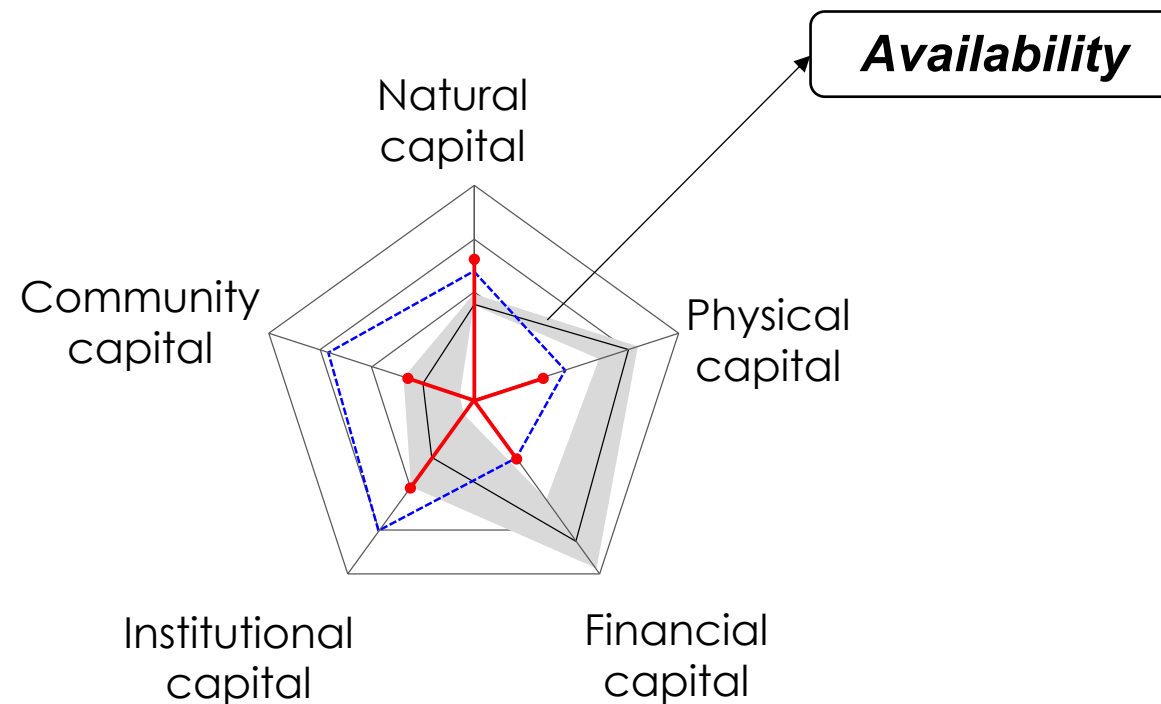 Availability
Natural
capital
Community
capital
Physical
capital
Institutional
capital
Financial
capital